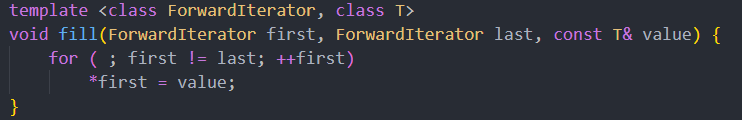 template <class ForwardIterator, class T>
void fill(ForwardIterator first, ForwardIterator last, const T& value) {
    for ( ; first != last; ++first)
        *first = value;
}